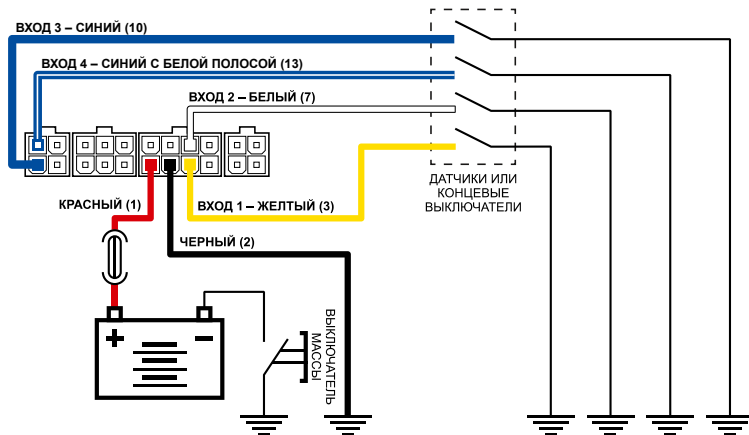 ВХОД 3 – СИНИЙ (10)
ВХОД 4 – СИНИЙ С БЕЛОЙ ПОЛОСОЙ (13)
ВХОД 2 – БЕЛЫЙ (7)
ДАТЧИКИ ИЛИ
КОНЦЕВЫЕ
ВЫКЛЮЧАТЕЛИ
КРАСНЫЙ (1)
ВХОД 1 – ЖЕЛТЫЙ (3)
ЧЕРНЫЙ (2)
ВЫКЛЮЧАТЕЛЬ
МАССЫ
+ –